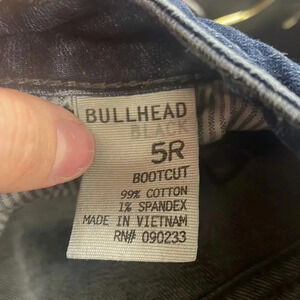 BULLHEAD
BLACK
5R
BOOTCUT
99% COTTON
1% SPANDEX
MADE IN VIETNAM
RN# 090233